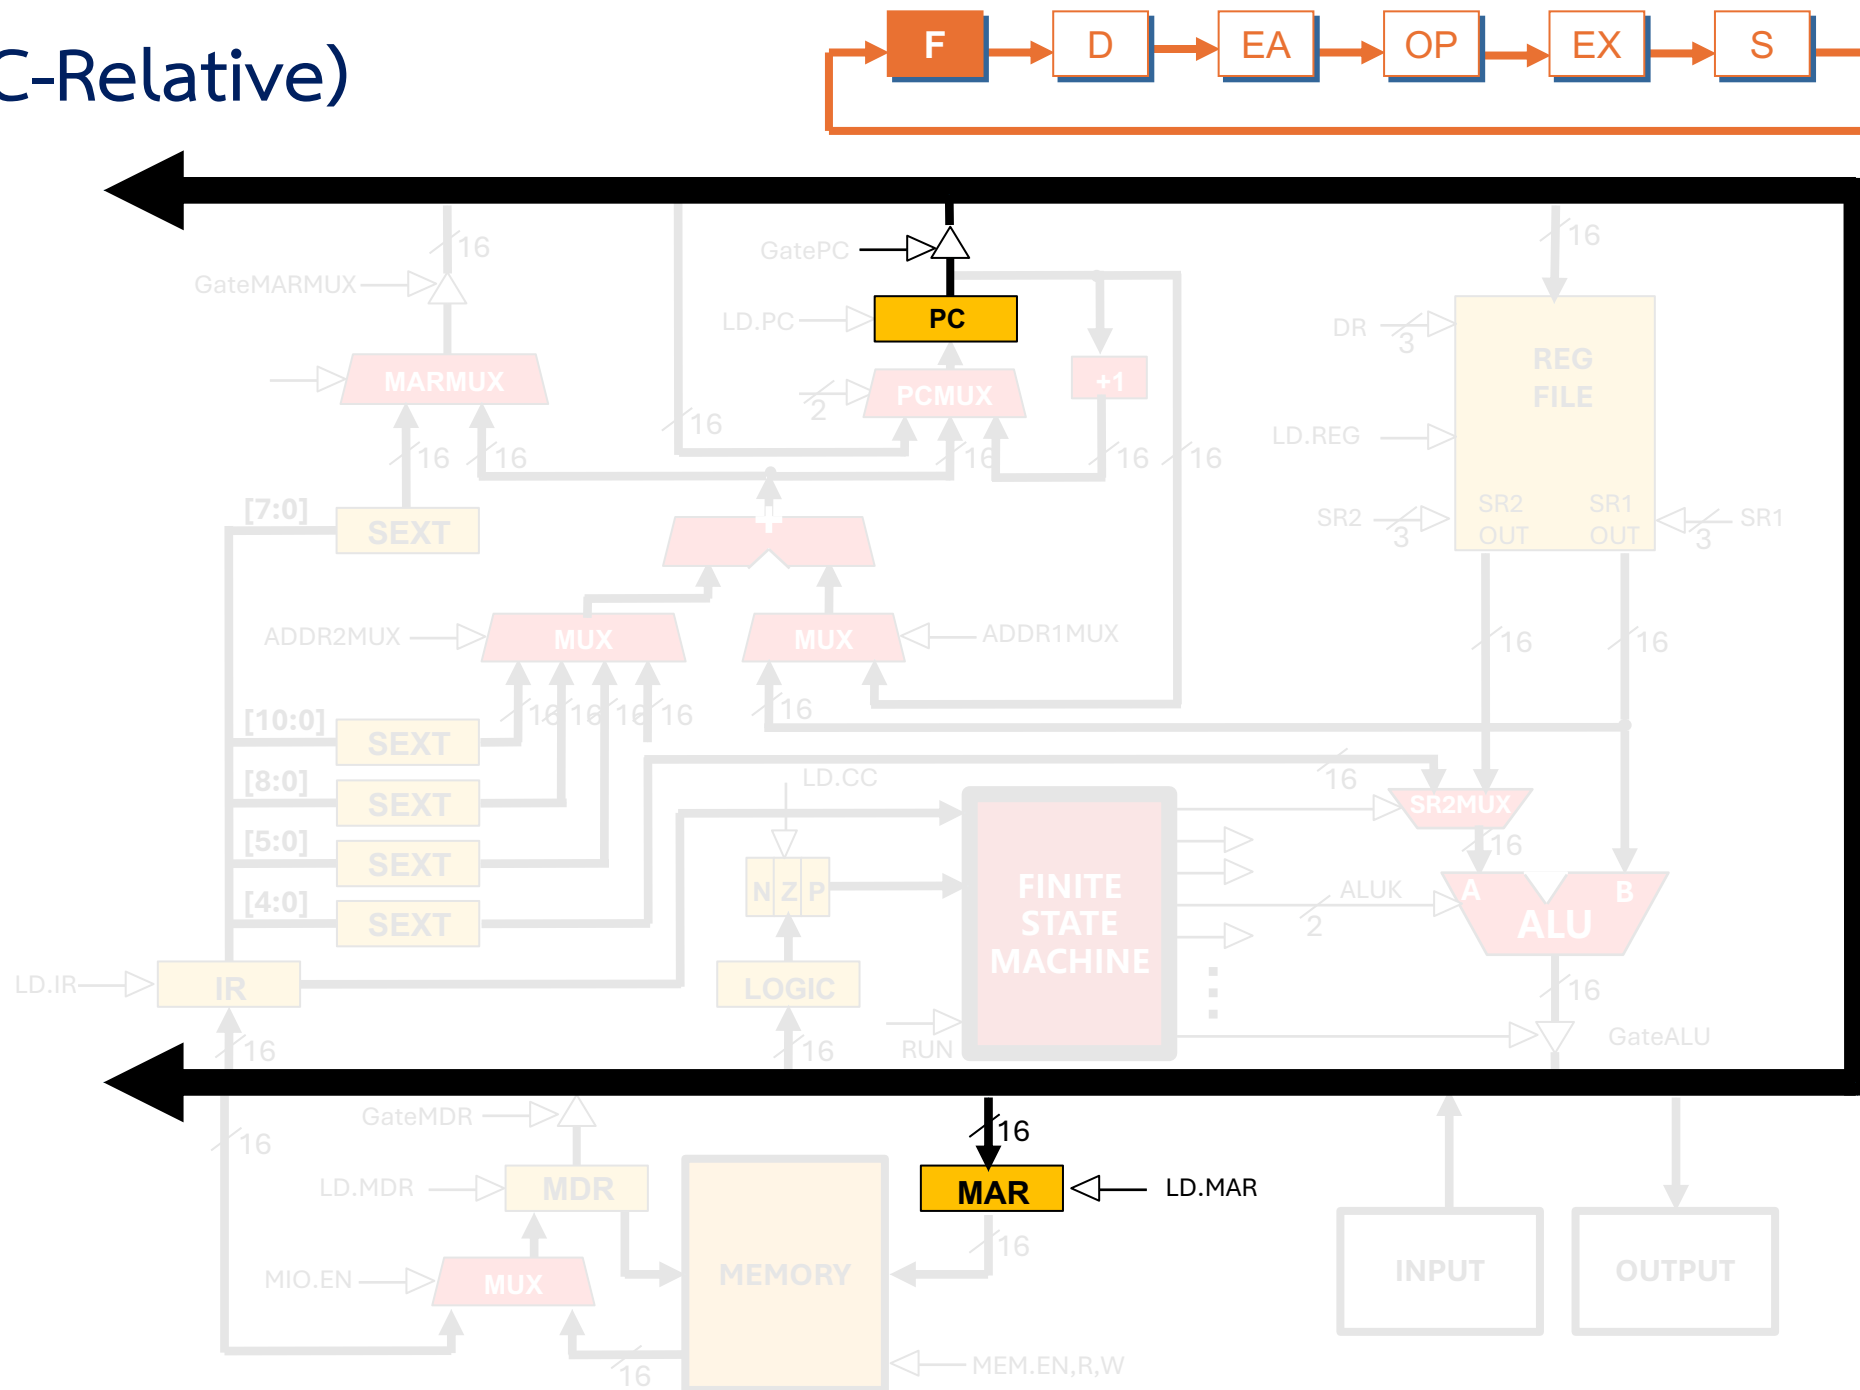 C-Relative)
F D EA OP EX S
16
16
GatePC
GateMARMUX
LD.PC
PC
DR
3
REG
FILE
MARMUX
2
PCMUX
+1
16
LD.REG
16
16
16
16
16
[7:0]
SEXT
+
SR2
3
SR2
OUT
SR1
OUT
3
SR1
ADDR2MUX
MUX
MUX
ADDR1MUX
16
16
[10:0]
SEXT
16
16
16
16
16
[8:0]
SEXT
LD.CC
16
SR2MUX
[5:0]
SEXT
16
[4:0]
SEXT
N Z P
FINITE
STATE
MACHINE
2
ALUK
A
B
ALU
LD.IR
IR
LOGIC
16
16
16
RUN
GateALU
GateMDR
16
16
LD.MDR
MDR
MAR
LD.MAR
16
MIO.EN
MUX
MEMORY
INPUT
OUTPUT
16
MEM.EN,R,W